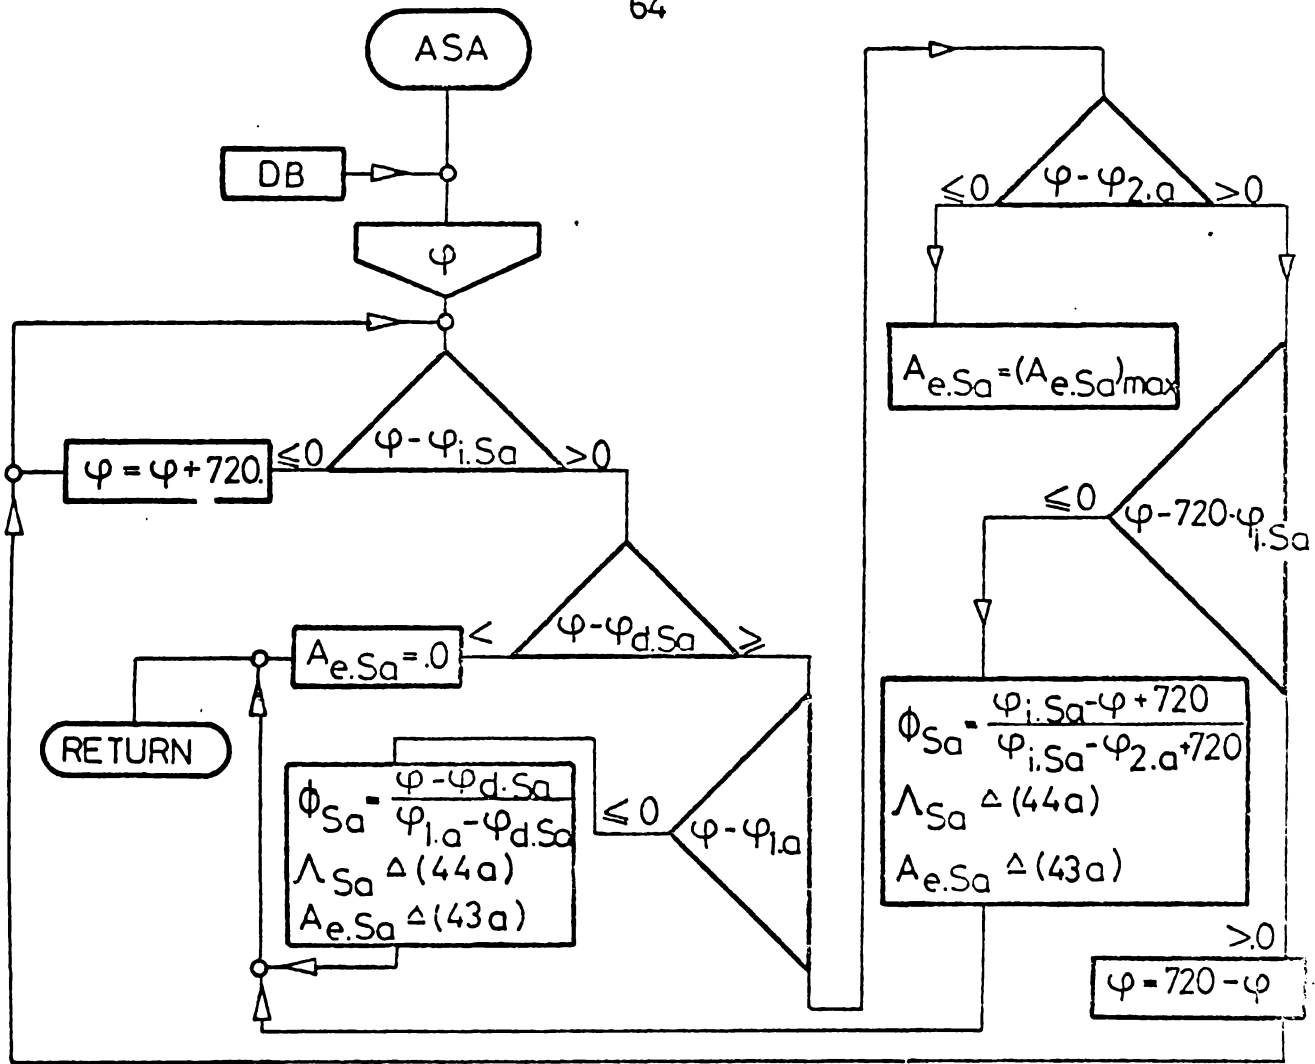 64
ASA
DB
φ
φ - φi.Sa
≤0
>0
φ = φ + 720.
φ-φd.Sa
<
≥
Ae.Sa = .0
RETURN
φ - φ1.a
≤0
ϕSa = φ-φd.Sa / φ1.a-φd.Sa
ΛSa ≙ (44a)
Ae.Sa ≙ (43a)
φ - φ2.a
≤0
>0
Ae.Sa = (Ae.Sa)max
φ-720-φi.Sa
≤0
ϕSa = φi.Sa-φ+720 / φi.Sa-φ2.a+720
ΛSa ≙ (44a)
Ae.Sa ≙ (43a)
>.0
φ = 720 - φ